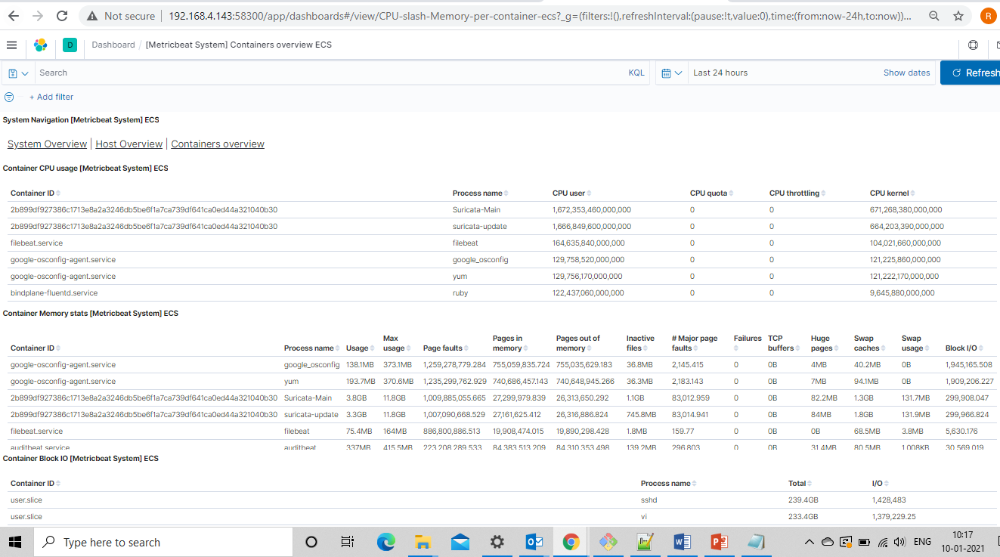 Not secure 192.168.4.143:58300/app/dashboards#/view/CPU-slash-Memory-per-container-ecs?_g=(filters:!(),refreshInterval:(pause:!t,value:0),time:(from:now-24h,to:now))... R
D Dashboard / [Metricbeat System] Containers overview ECS
Search KQL Last 24 hours Show dates Refresh
+ Add filter
System Navigation [Metricbeat System] ECS
System Overview | Host Overview | Containers overview
Container CPU usage [Metricbeat System] ECS
Container ID Process name CPU user CPU quota CPU throttling CPU kernel
2b899df927386c1713e8a2a3246db5be6f1a7ca739df641ca0ed44a321040b30 Suricata-Main 1,672,353,460,000,000 0 0 671,268,380,000,000
2b899df927386c1713e8a2a3246db5be6f1a7ca739df641ca0ed44a321040b30 suricata-update 1,666,849,600,000,000 0 0 664,203,390,000,000
filebeat.service filebeat 164,635,840,000,000 0 0 104,021,660,000,000
google-osconfig-agent.service google_osconfig 129,758,520,000,000 0 0 121,225,860,000,000
google-osconfig-agent.service yum 129,756,170,000,000 0 0 121,222,170,000,000
bindplane-fluentd.service ruby 122,437,060,000,000 0 0 9,645,880,000,000
Container Memory stats [Metricbeat System] ECS
Container ID Process name Usage Max usage Page faults Pages in memory Pages out of memory Inactive files # Major page faults Failures TCP buffers Huge pages Swap caches Swap usage Block I/O
google-osconfig-agent.service google_osconfig 138.1MB 373.1MB 1,259,278,779.284 755,059,835.724 755,035,629.183 36.8MB 2,145.415 0 0B 4MB 40.2MB 0B 1,945,165.508
google-osconfig-agent.service yum 193.7MB 370.6MB 1,235,299,762.929 740,686,457.143 740,648,945.266 36.3MB 2,183.143 0 0B 7MB 94.1MB 0B 1,909,206.227
2b899df927386c1713e8a2a3246db5be6f1a7ca739df641ca0ed44a321040b30 Suricata-Main 3.8GB 11.8GB 1,009,885,055.665 27,299,979.839 26,313,650.292 1.1GB 83,012.959 0 0B 82.2MB 1.3GB 131.7MB 299,908.047
2b899df927386c1713e8a2a3246db5be6f1a7ca739df641ca0ed44a321040b30 suricata-update 3.3GB 11.8GB 1,007,090,668.529 27,161,625.412 26,316,886.824 745.8MB 83,014.941 0 0B 84MB 1.8GB 131.9MB 299,966.824
filebeat.service filebeat 75.4MB 164MB 886,800,886.513 19,908,474.015 19,890,298.428 1.8MB 159.77 0 0B 0B 68.5MB 3.8MB 5,630.176
auditbeat.service auditbeat 337MB 415.5MB 223,208,289.533 84,383,513.209 84,310,353.498 139.2MB 296.803 0 0B 31.4MB 80.5MB 1.008KB 30,569.019
Container Block IO [Metricbeat System] ECS
Container ID Process name Total I/O
user.slice sshd 239.4GB 1,428,483
user.slice vi 233.4GB 1,379,229.25
Type here to search ENG 10:17
10-01-2021